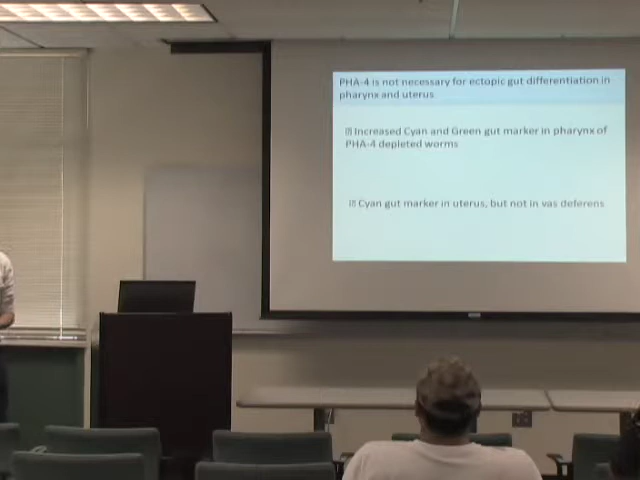 PHA-4 is not necessary for ectopic gut differentiation in
pharynx and uterus
Increased Cyan and Green gut marker in pharynx of
PHA-4 depleted worms
Cyan gut marker in uterus, but not in vas deferens